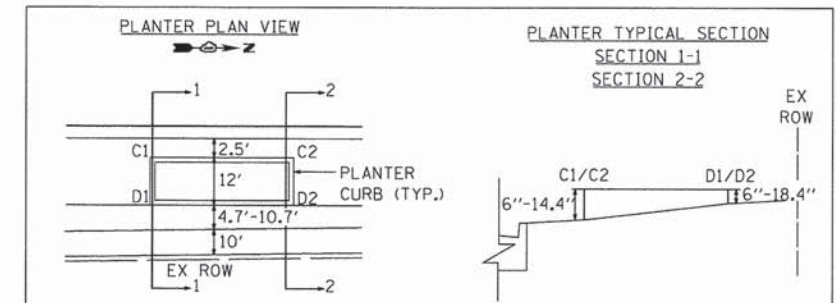 PLANTER PLAN VIEW
Z
1
2
C1
C2
2.5'
12'
PLANTER
CURB (TYP.)
D1
D2
4.7'-10.7'
10'
EX ROW
1
2
PLANTER TYPICAL SECTION
SECTION 1-1
SECTION 2-2
EX
ROW
C1/C2
D1/D2
6''-14.4''
6''-18.4''